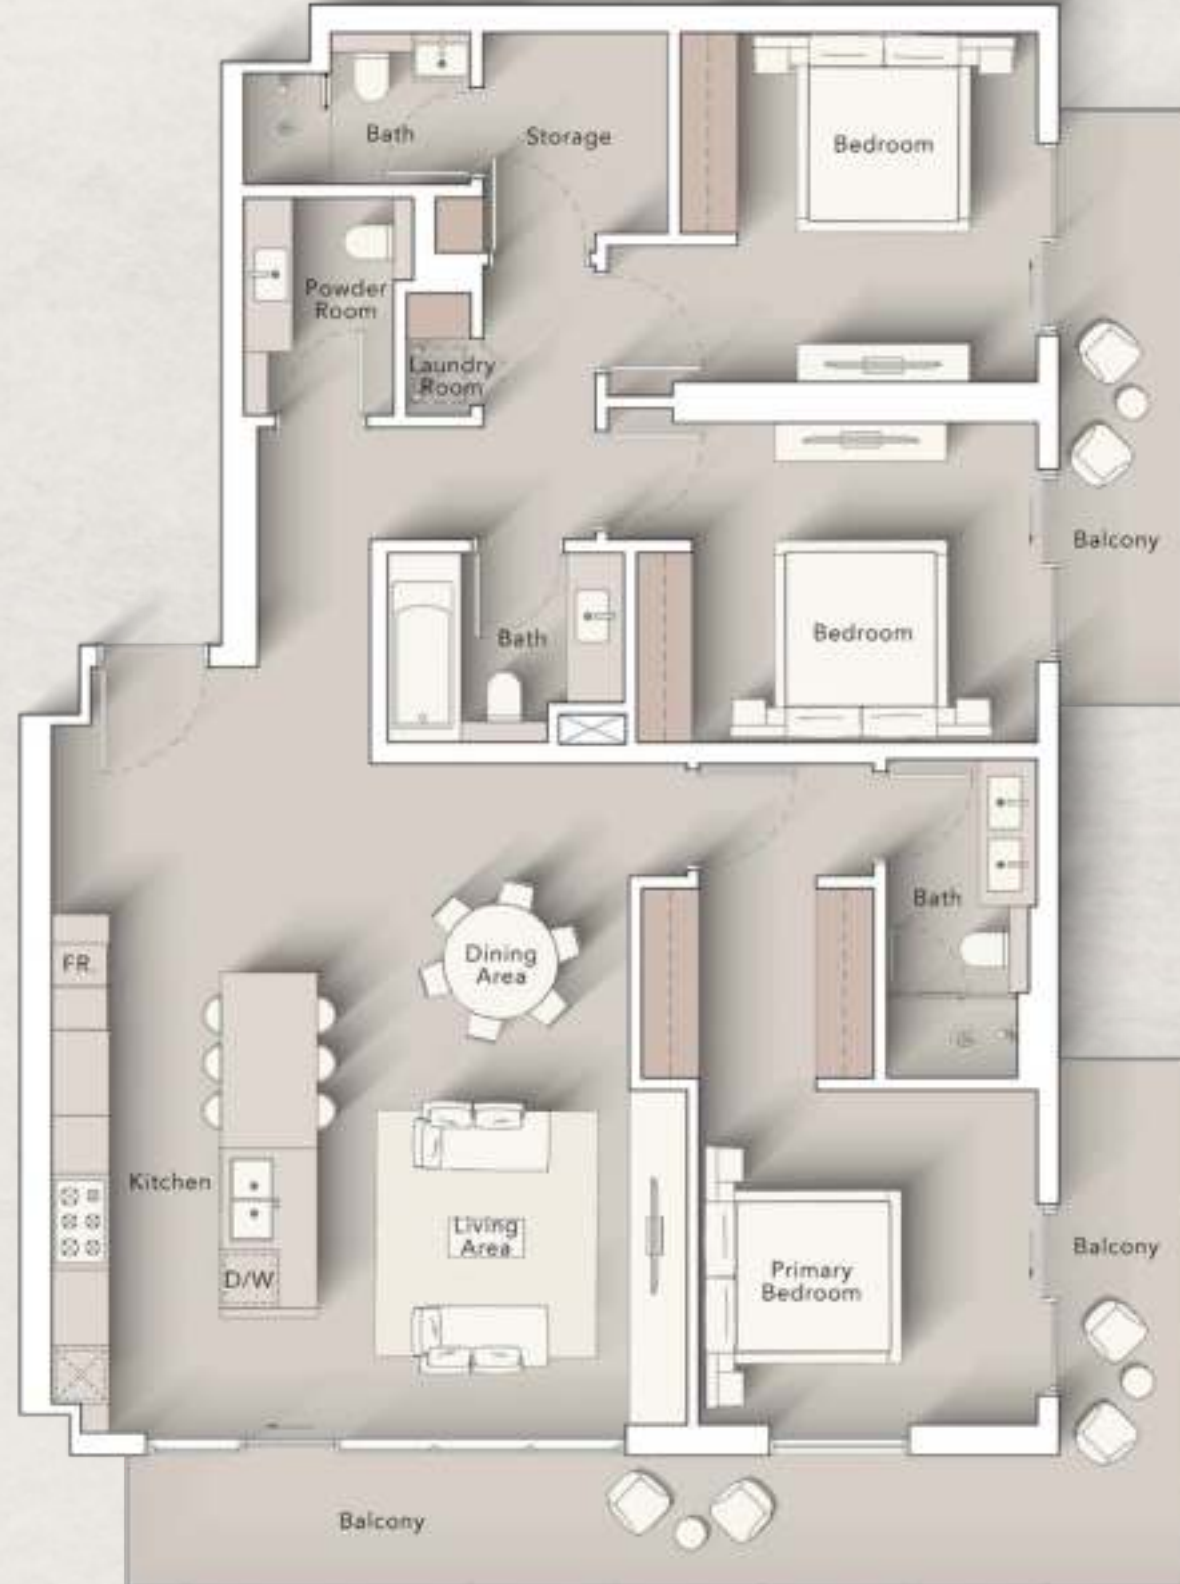 Bath
Storage
Bedroom
Powder
Room
Laundry
Room
Balcony
Bath
Bedroom
Bath
FR.
Dining
Area
Kitchen
Living
Area
D/W
Primary
Bedroom
Balcony
Balcony